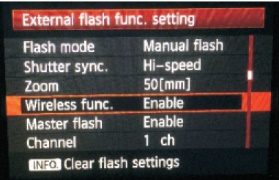 External flash func. setting
Flash mode Manual flash
Shutter sync. Hi-speed
Zoom 50[mm]
Wireless func. Enable
Master flash Enable
Channel 1 ch
INFO. Clear flash settings